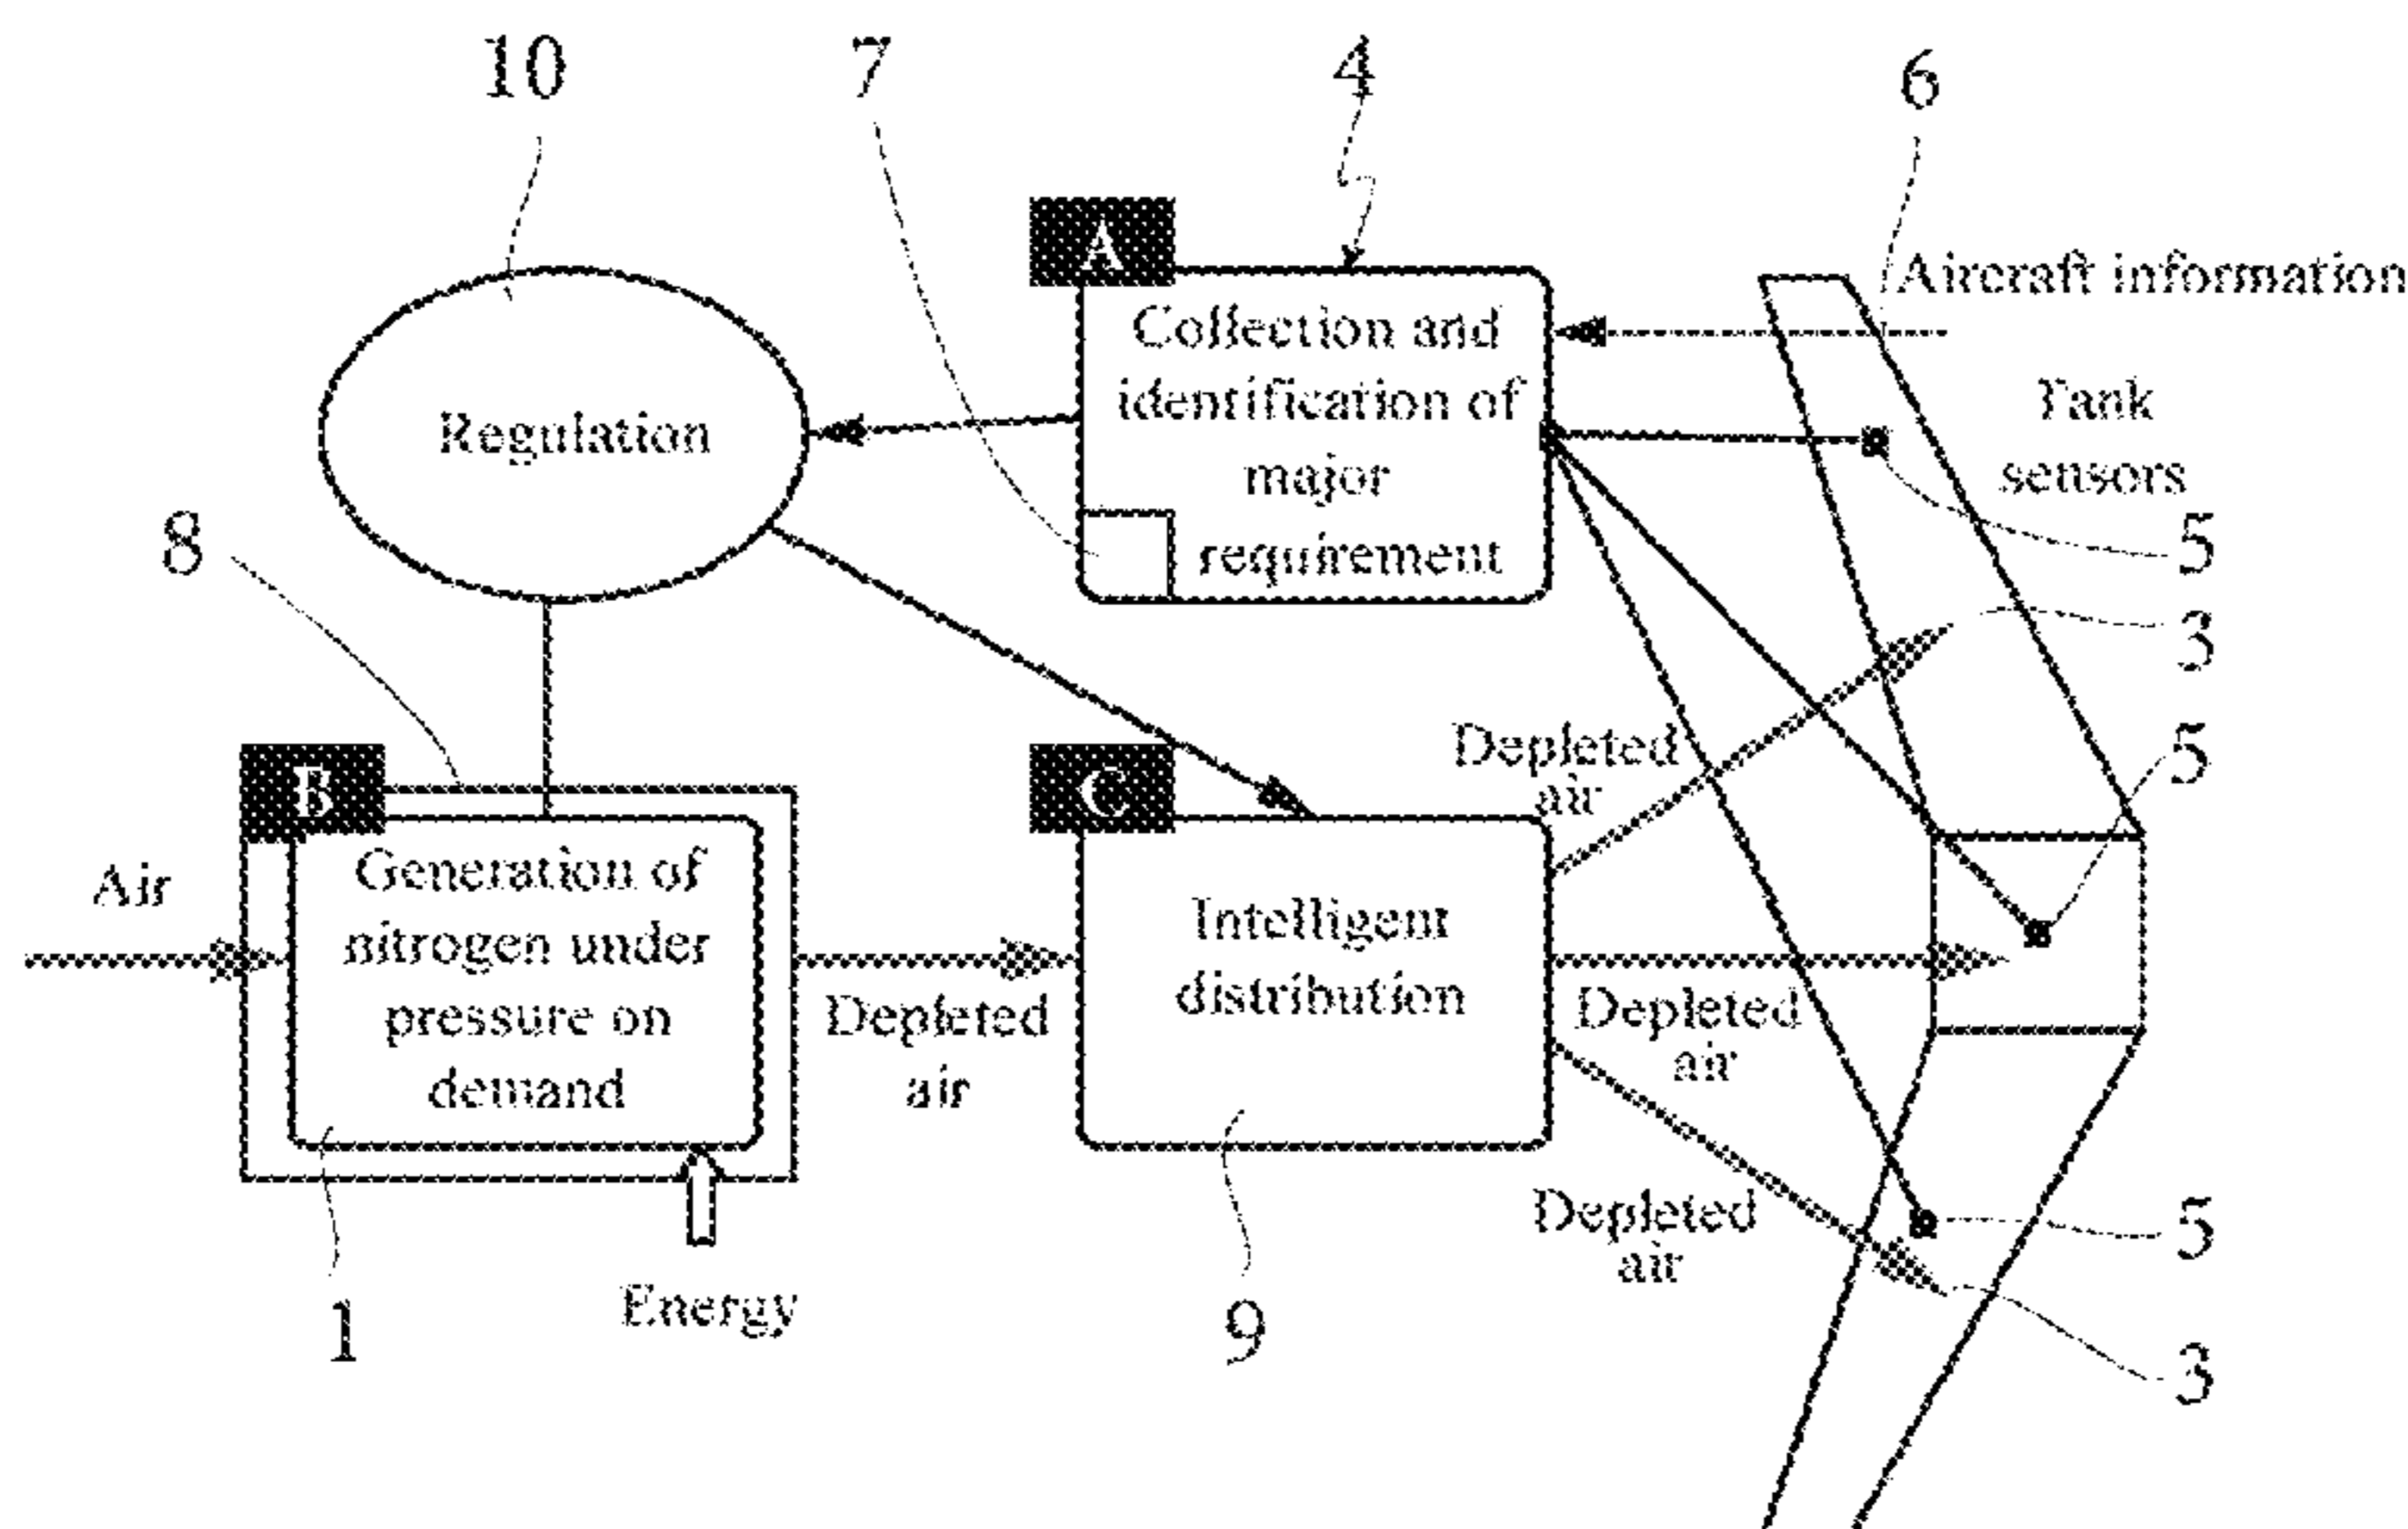 10
7
4
6
A
Aircraft information
Collection and
identification of
major
requirement
Tank
sensors
Regulation
8
5
3
5
Depleted
air
B
C
Air
Generation of
nitrogen under
pressure on
demand
Depleted
air
Intelligent
distribution
Depleted
air
Depleted
air
5
Energy
1
9
3